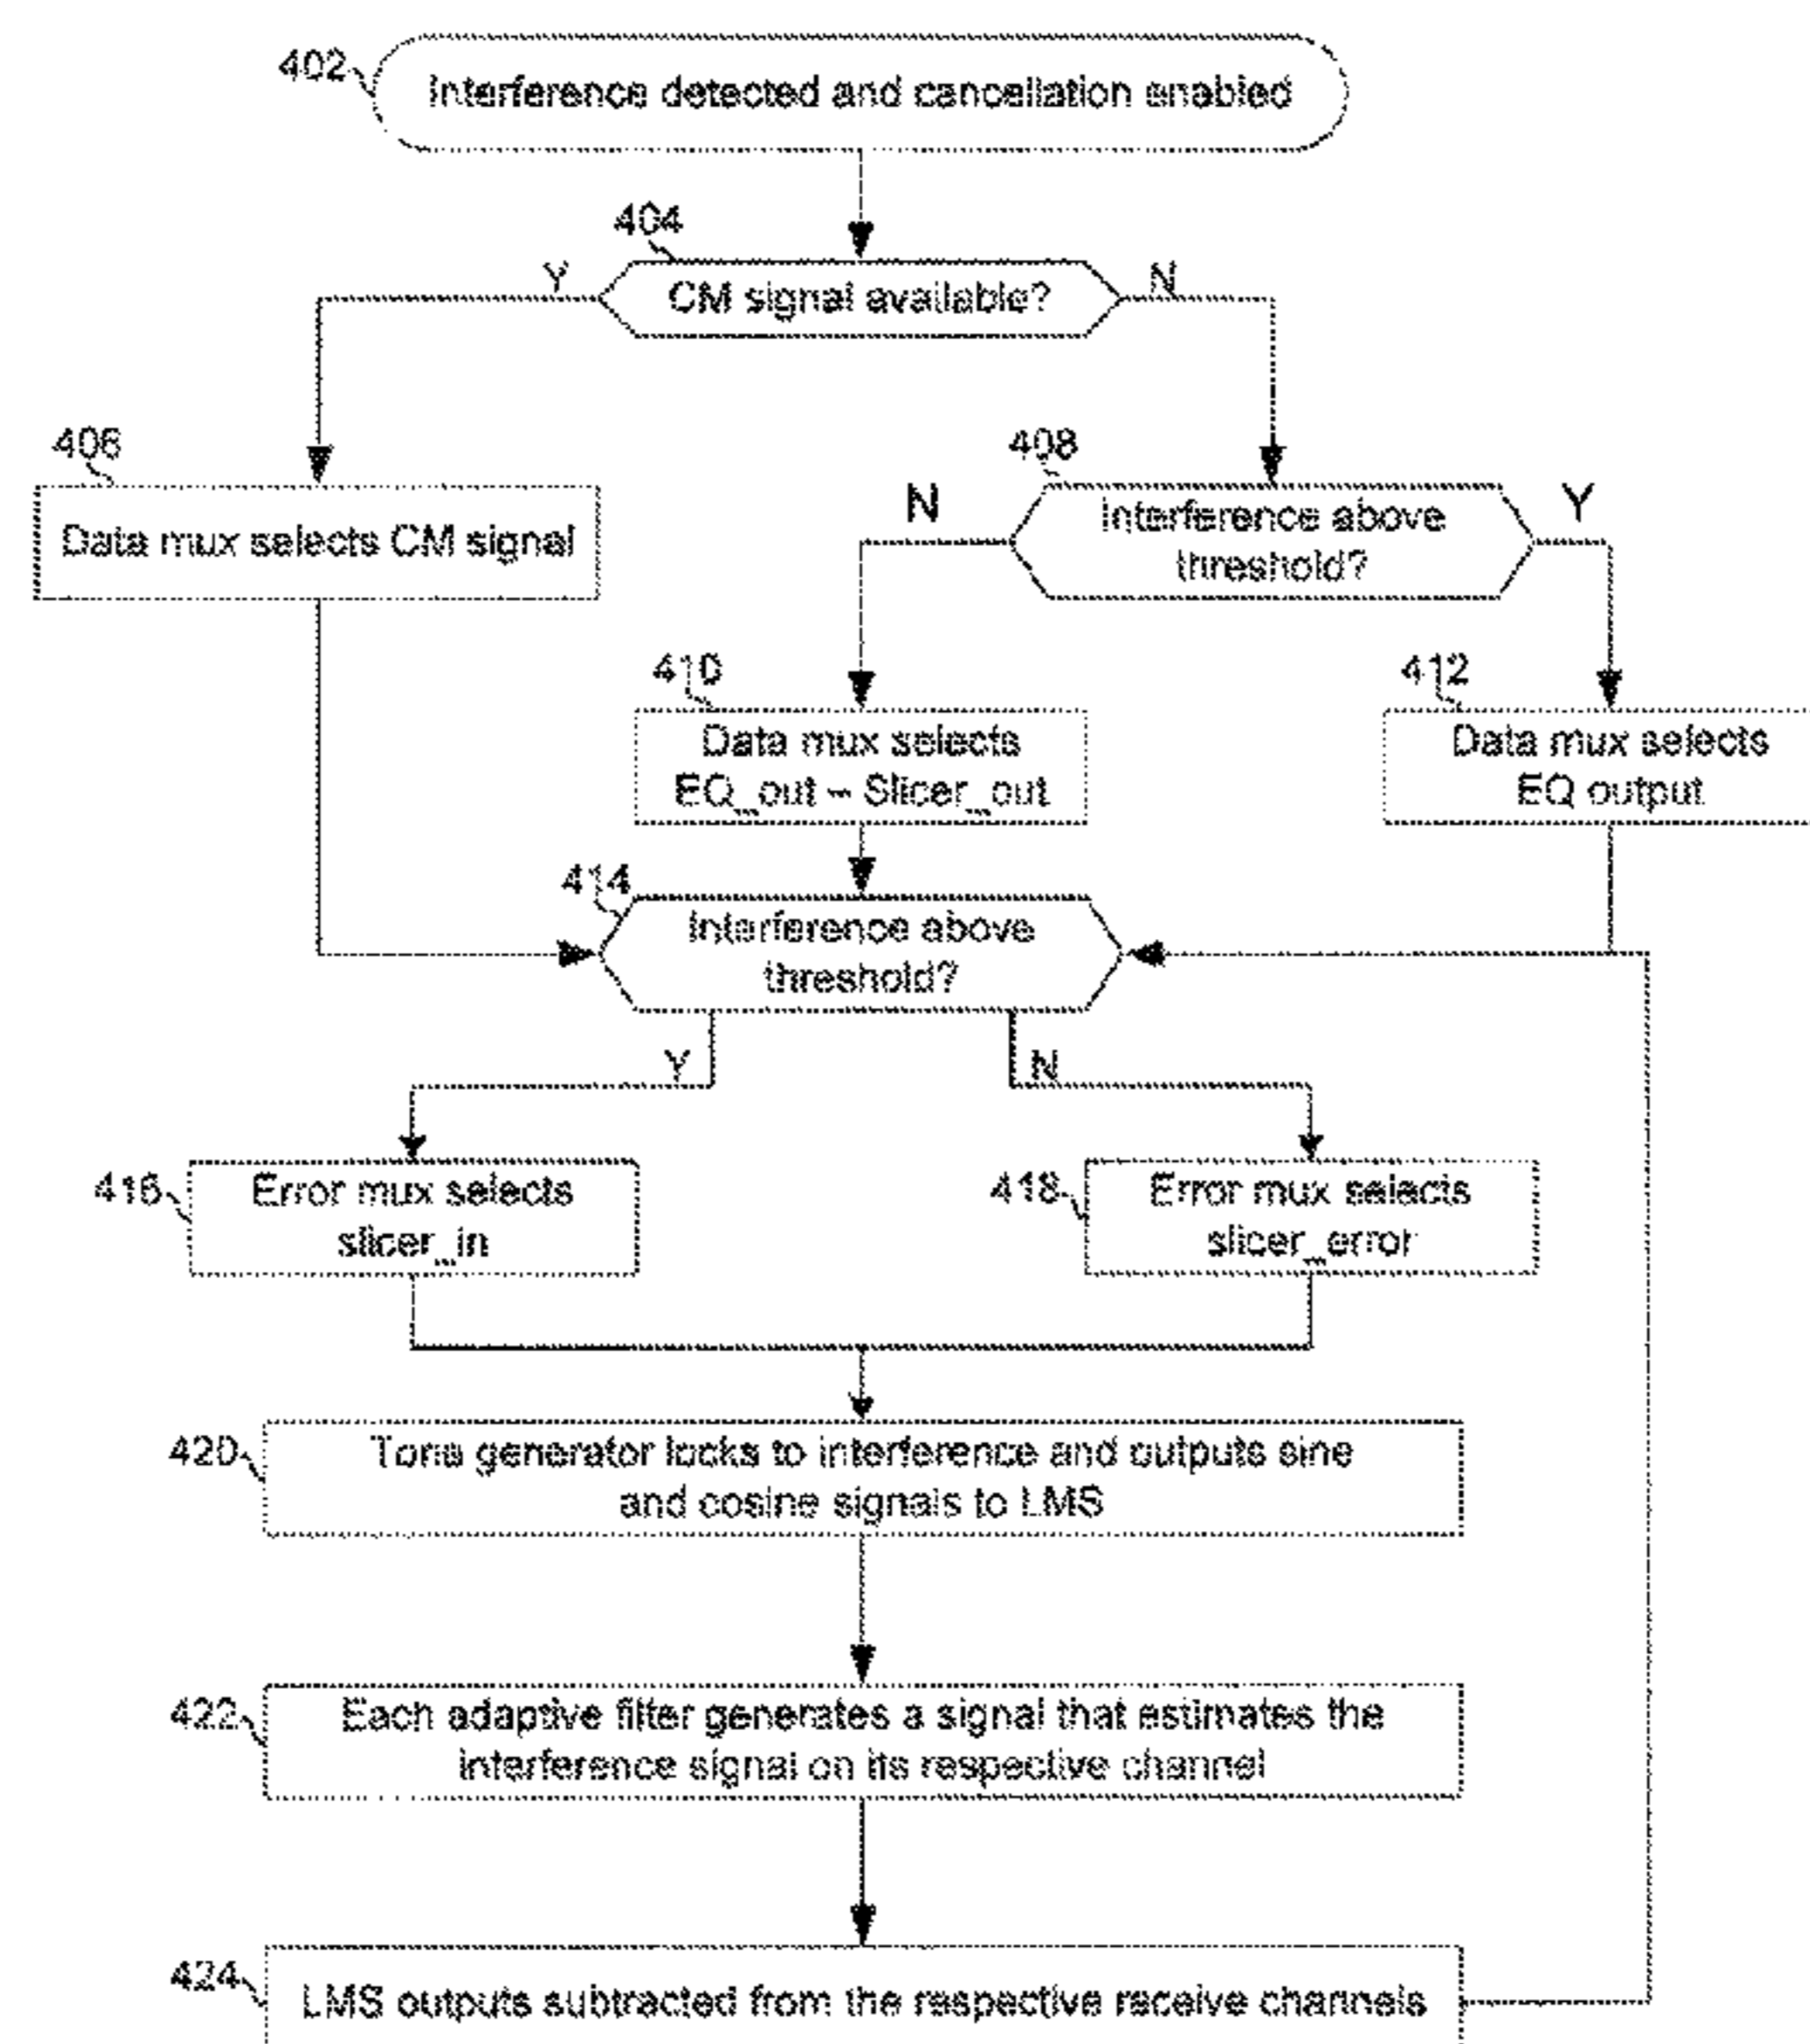 402
Interference detected and cancellation enabled
404
Y
CM signal available?
N
406
Data mux selects CM signal
408
N
Interference above
threshold?
Y
410
Data mux selects
EQ_out – Slicer_out
412
Data mux selects
EQ output
414
Interference above
threshold?
Y
N
416
Error mux selects
slicer_in
418
Error mux selects
slicer_error
420
Tone generator locks to interference and outputs sine
and cosine signals to LMS
422
Each adaptive filter generates a signal that estimates the
interference signal on its respective channel
424
LMS outputs subtracted from the respective receive channels